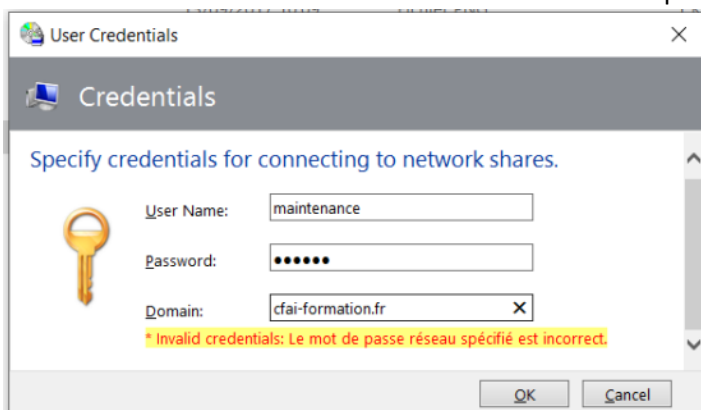 User Credentials
Credentials
Specify credentials for connecting to network shares.
User Name: maintenance
Password: ●●●●●●
Domain: cfai-formation.fr
* Invalid credentials: Le mot de passe réseau spécifié est incorrect.
OK Cancel